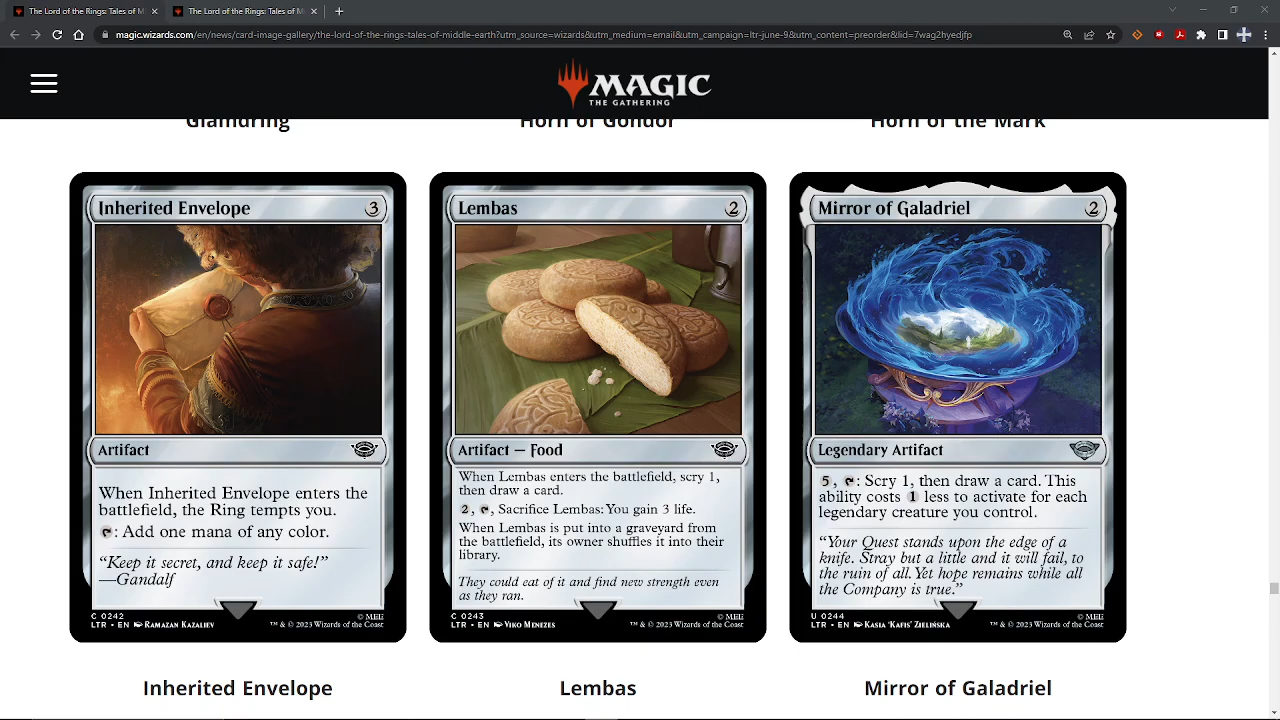 The Lord of the Rings: Tales of M
The Lord of the Rings: Tales of M
magic.wizards.com/en/news/card-image-gallery/the-lord-of-the-rings-tales-of-middle-earth?utm_source=wizards&utm_medium=email&utm_campaign=ltr-june-9&utm_content=preorder&lid=7wag2hyedjfp
MAGIC
THE GATHERING
Glamdring
Horn of Gondor
Horn of the Mark
Inherited Envelope 3
Artifact
When Inherited Envelope enters the
battlefield, the Ring tempts you.
: Add one mana of any color.
“Keep it secret, and keep it safe!”
—Gandalf
C 0242
LTR • EN Ramazan Kazaliev
© MEE
™ & © 2023 Wizards of the Coast
Lembas 2
Artifact — Food
When Lembas enters the battlefield, scry 1,
then draw a card.
2, , Sacrifice Lembas: You gain 3 life.
When Lembas is put into a graveyard from
the battlefield, its owner shuffles it into their
library.
They could eat of it and find new strength even
as they ran.
C 0243
LTR • EN Viko Menezes
© MEE
™ & © 2023 Wizards of the Coast
Mirror of Galadriel 2
Legendary Artifact
5, : Scry 1, then draw a card. This
ability costs 1 less to activate for each
legendary creature you control.
“Your Quest stands upon the edge of a
knife. Stray but a little and it will fail, to
the ruin of all. Yet hope remains while all
the Company is true.”
U 0244
LTR • EN Kasia 'Kafis' Zielińska
© MEE
™ & © 2023 Wizards of the Coast
Inherited Envelope
Lembas
Mirror of Galadriel